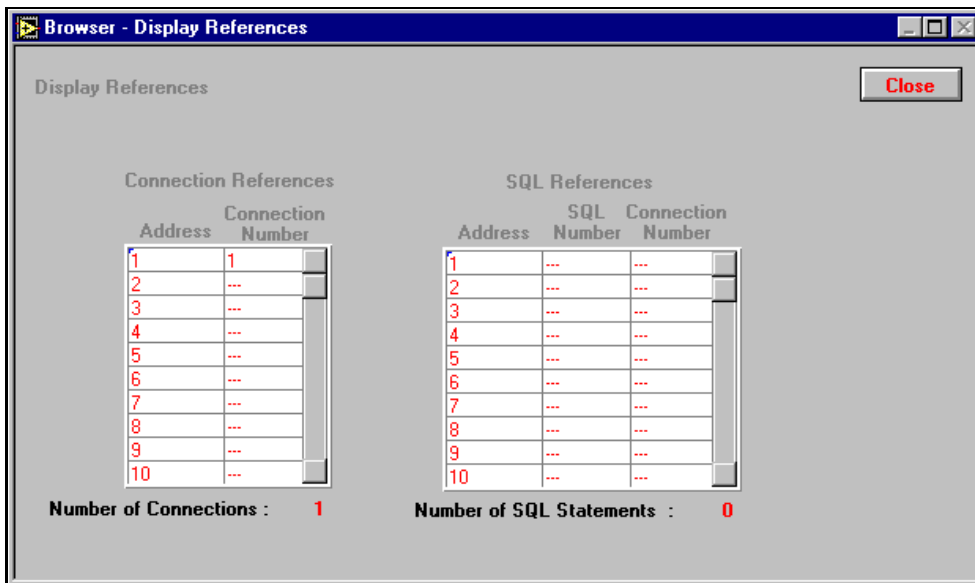 Browser - Display References
Display References
Close
Connection References
SQL References
Address Connection Number
Address SQL Number Connection Number
1 1
2 ---
3 ---
4 ---
5 ---
6 ---
7 ---
8 ---
9 ---
10 ---
1 --- ---
2 --- ---
3 --- ---
4 --- ---
5 --- ---
6 --- ---
7 --- ---
8 --- ---
9 --- ---
10 --- ---
Number of Connections : 1
Number of SQL Statements : 0